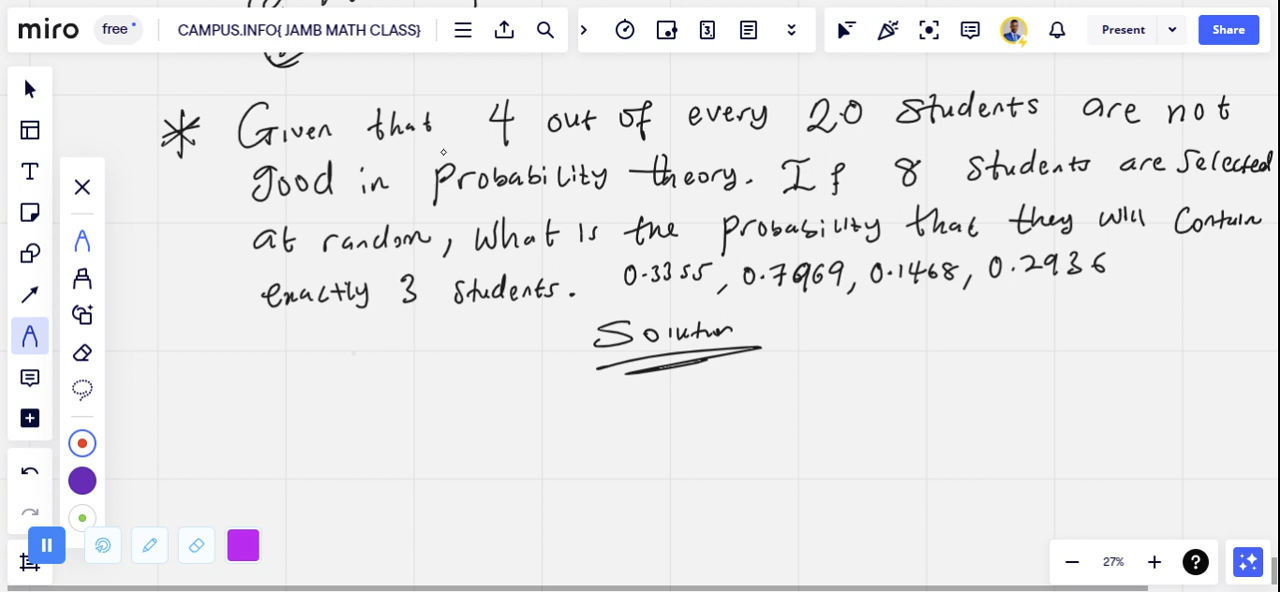 miro free CAMPUS.INFO{ JAMB MATH CLASS} Present Share
* Given that 4 out of every 20 students are not
good in probability theory. If 8 students are selected
at random, what is the probability that they will contain
exactly 3 students. 0.3355, 0.7969, 0.1468, 0.2936
Solution
27%